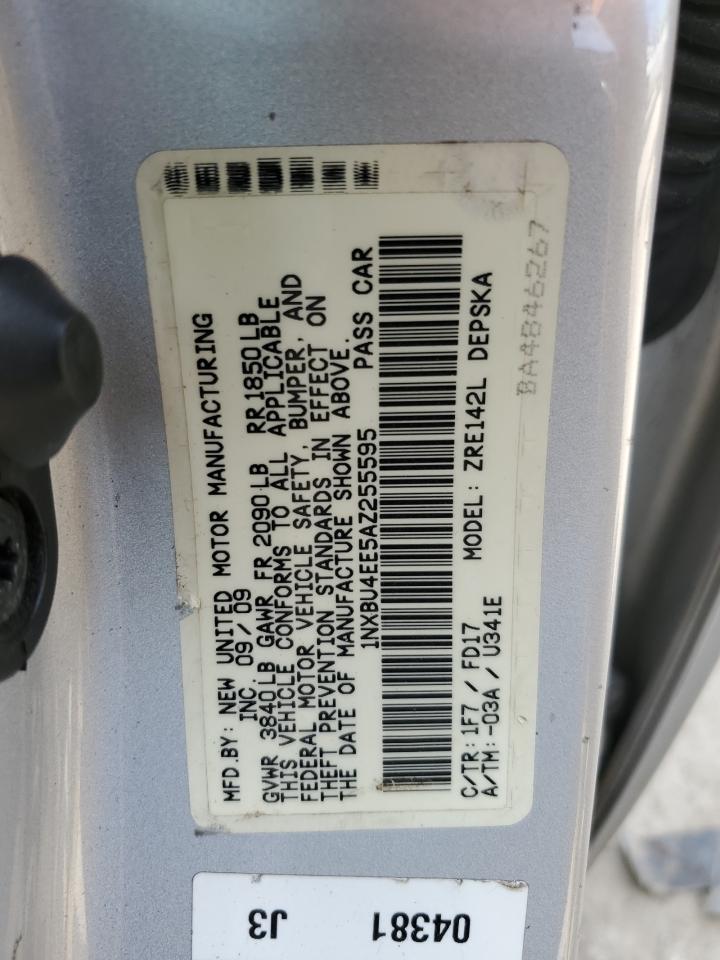 MFD.BY: NEW UNITED MOTOR MANUFACTURING
INC. 09/09
GVWR 3840LB GAWR FR 2090LB RR1850LB
THIS VEHICLE CONFORMS TO ALL APPLICABLE
FEDERAL MOTOR VEHICLE SAFETY, BUMPER, AND
THEFT PREVENTION STANDARDS IN EFFECT ON
THE DATE OF MANUFACTURE SHOWN ABOVE.
1NXBU4EE5AZ255595 PASS CAR
C/TR:1F7 / FD17 MODEL: ZRE142L DEPSKA
A/TM:-03A / U341E
BA4846267
04381
J3